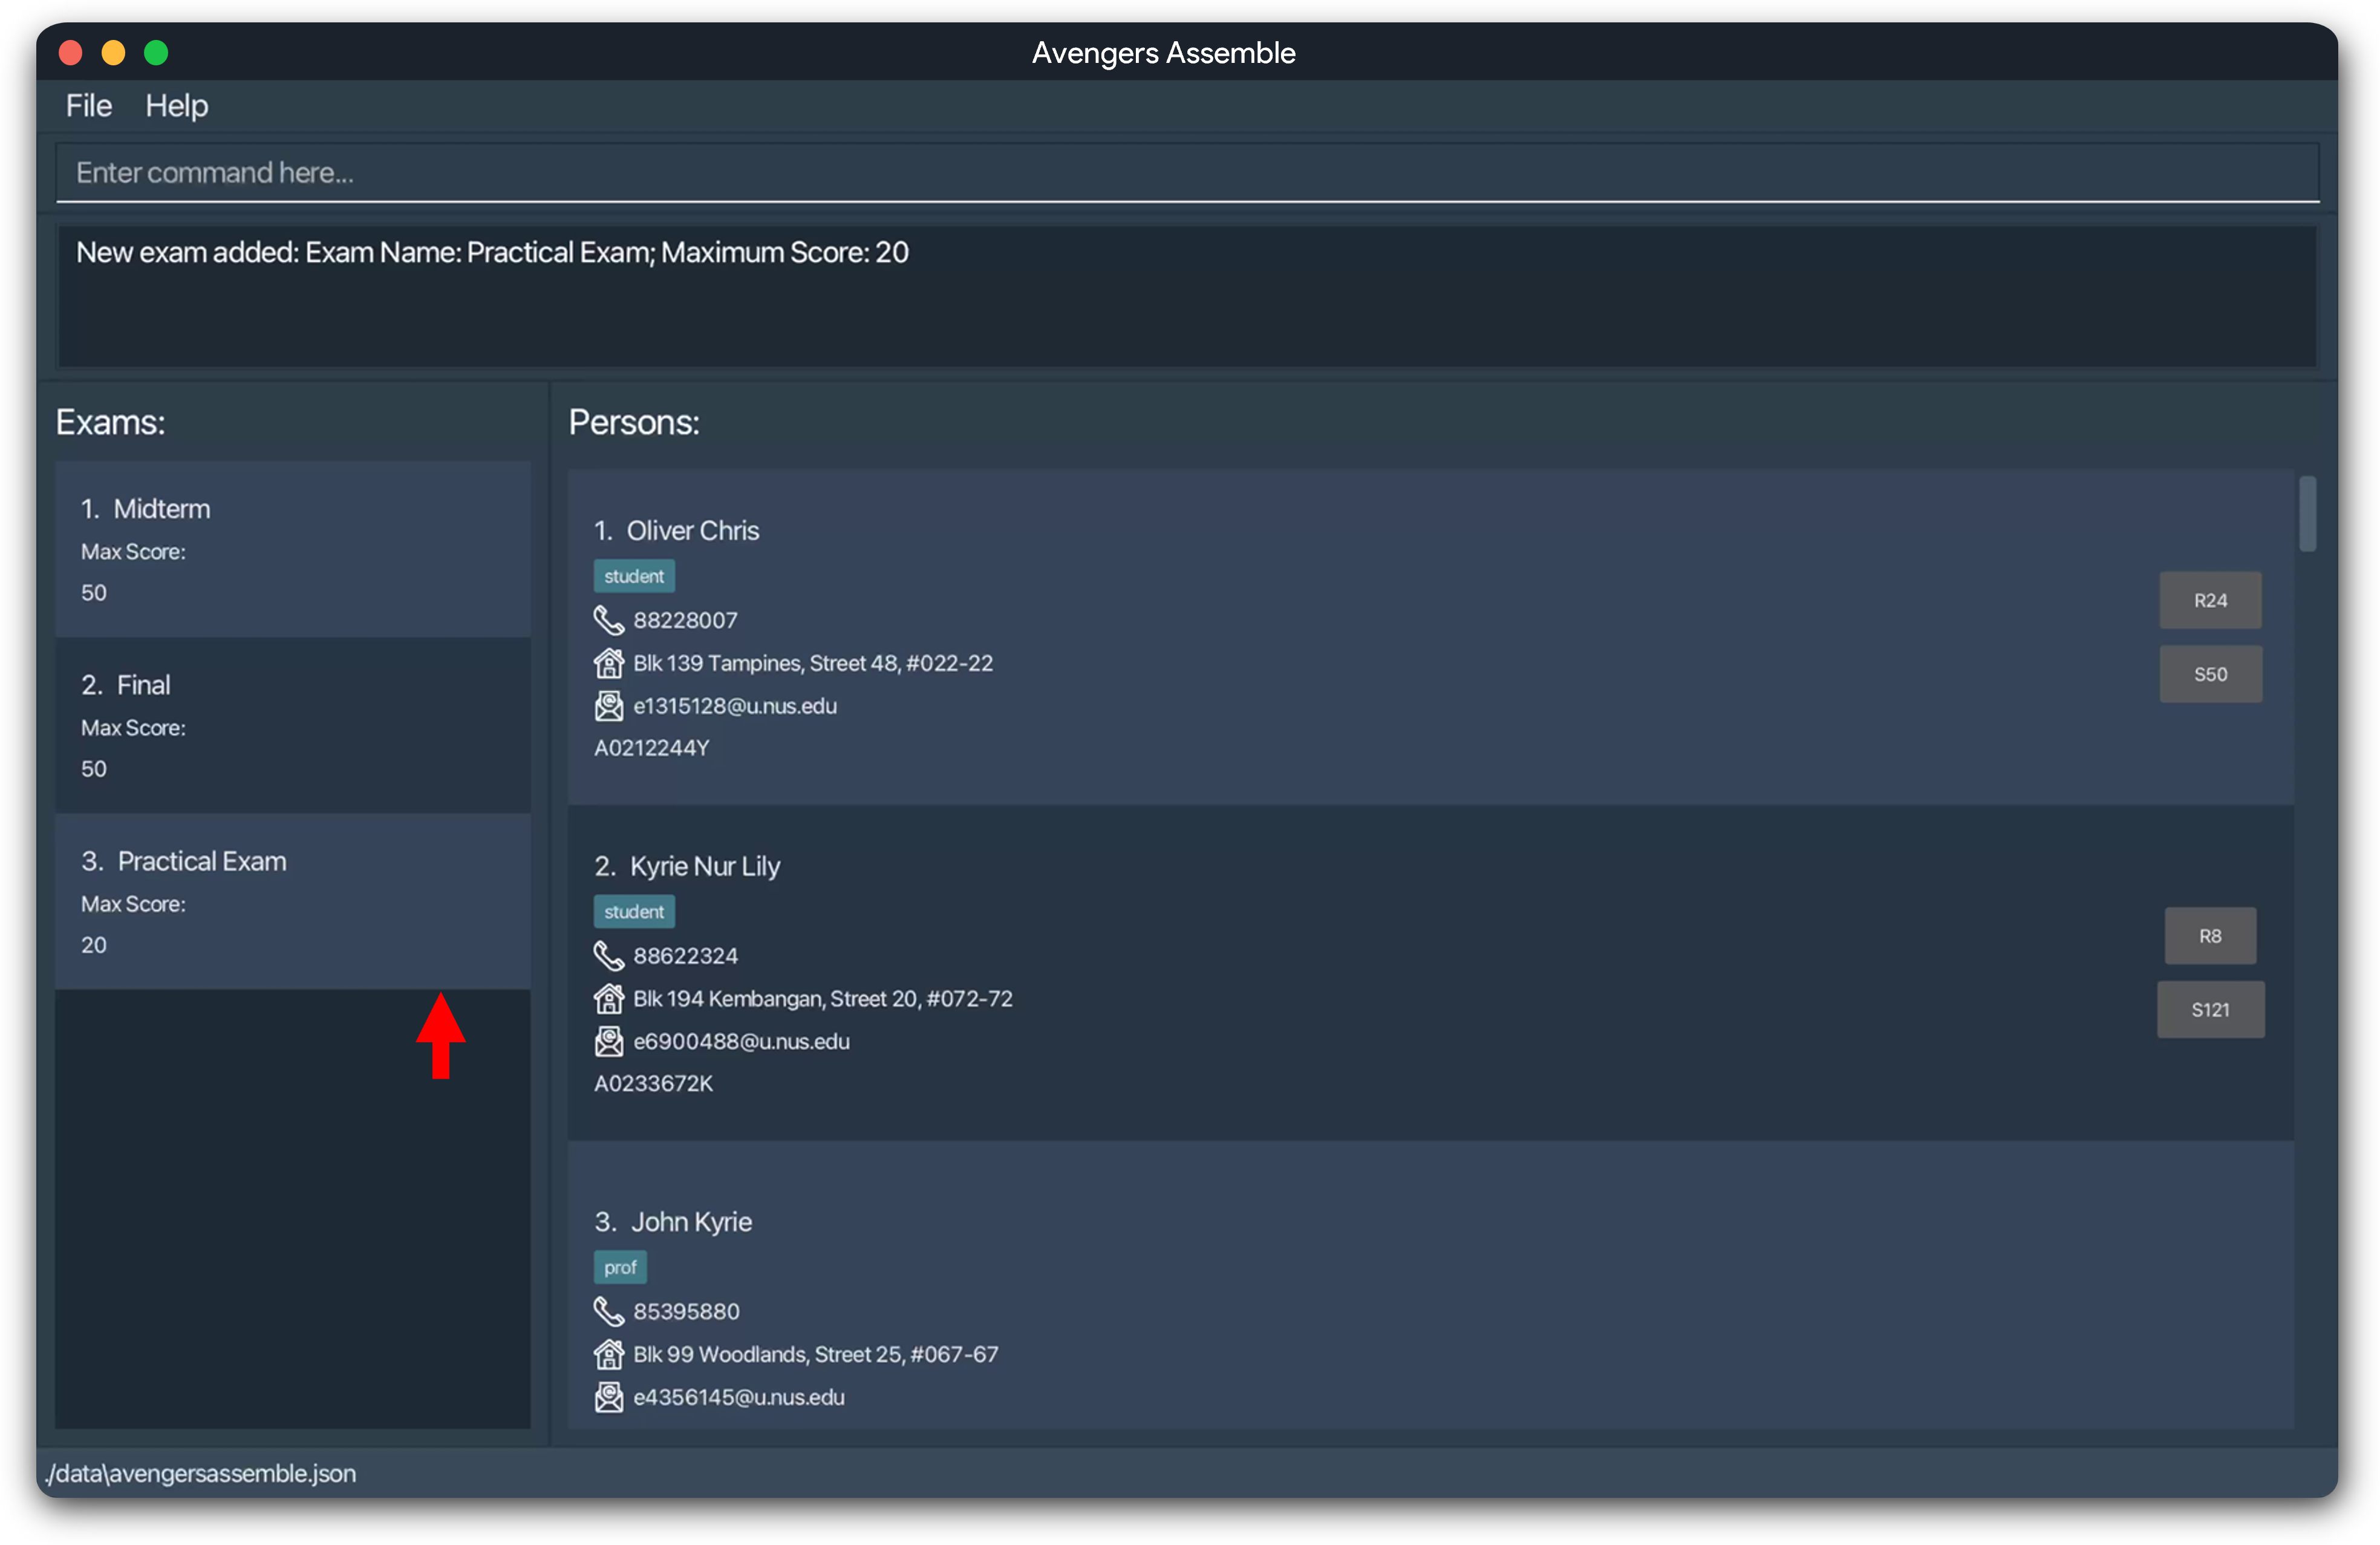 Avengers Assemble
File Help
Enter command here...
New exam added: Exam Name: Practical Exam; Maximum Score: 20
Exams:
1. Midterm
Max Score:
50
2. Final
Max Score:
50
3. Practical Exam
Max Score:
20
Persons:
1. Oliver Chris
student
88228007
Blk 139 Tampines, Street 48, #022-22
e1315128@u.nus.edu
A0212244Y
R24
S50
2. Kyrie Nur Lily
student
88622324
Blk 194 Kembangan, Street 20, #072-72
e6900488@u.nus.edu
A0233672K
R8
S121
3. John Kyrie
prof
85395880
Blk 99 Woodlands, Street 25, #067-67
e4356145@u.nus.edu
./data\avengersassemble.json